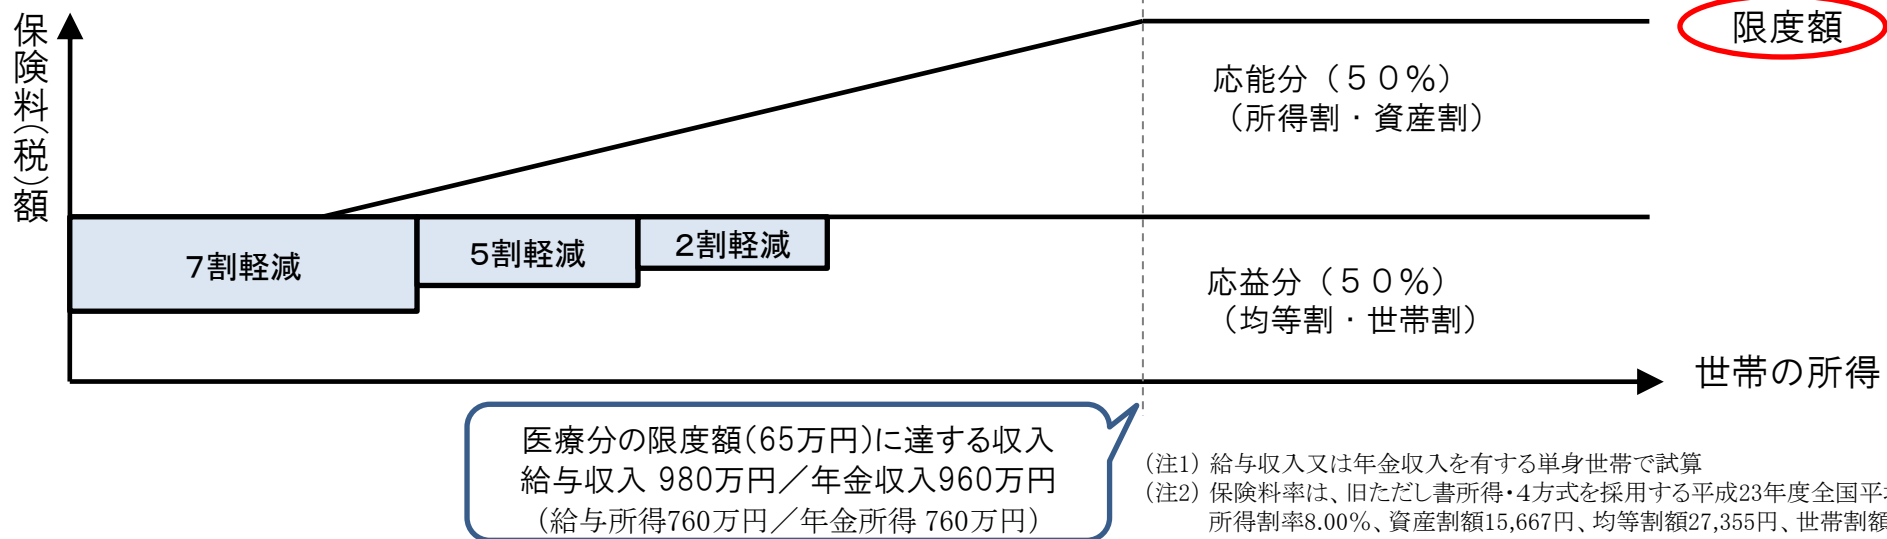 保険料(税)額
限度額
応能分（５０％）
（所得割・資産割）
7割軽減
5割軽減
2割軽減
応益分（５０％）
（均等割・世帯割）
世帯の所得
医療分の限度額(65万円)に達する収入
給与収入 980万円／年金収入960万円
（給与所得760万円／年金所得 760万円）
(注1) 給与収入又は年金収入を有する単身世帯で試算
(注2) 保険料率は、旧ただし書所得・4方式を採用する平成23年度全国平
所得割率8.00％、資産割額15,667円、均等割額27,355円、世帯割額